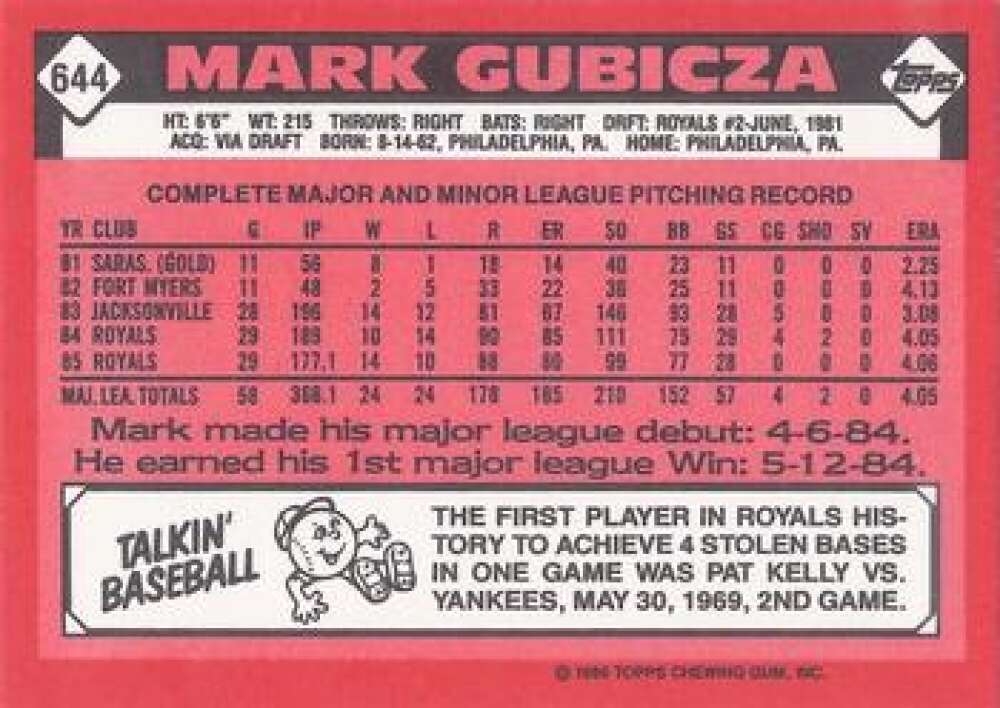 644 MARK GUBICZA TOPPS
HT: 6'6" WT: 215 THROWS: RIGHT BATS: RIGHT DRFT: ROYALS #2-JUNE, 1981
ACQ: VIA DRAFT BORN: 8-14-62, PHILADELPHIA, PA. HOME: PHILADELPHIA, PA.
COMPLETE MAJOR AND MINOR LEAGUE PITCHING RECORD
YR CLUB G IP W L R ER SO BB GS CG SHO SV ERA
81 SARAS. (GOLD) 11 56 8 1 18 14 40 23 11 0 0 0 2.25
82 FORT MYERS 11 48 2 5 33 22 36 25 11 0 0 0 4.13
83 JACKSONVILLE 28 196 14 12 81 67 146 93 28 5 0 0 3.08
84 ROYALS 29 189 10 14 90 85 111 75 29 4 2 0 4.05
85 ROYALS 29 177.1 14 10 88 80 99 77 28 0 0 0 4.06
MAJ. LEA. TOTALS 58 366.1 24 24 178 165 210 152 57 4 2 0 4.05
Mark made his major league debut: 4-6-84.
He earned his 1st major league Win: 5-12-84.
TALKIN'
BASEBALL
THE FIRST PLAYER IN ROYALS HIS-
TORY TO ACHIEVE 4 STOLEN BASES
IN ONE GAME WAS PAT KELLY VS.
YANKEES, MAY 30, 1969, 2ND GAME.
© 1986 TOPPS CHEWING GUM, INC.